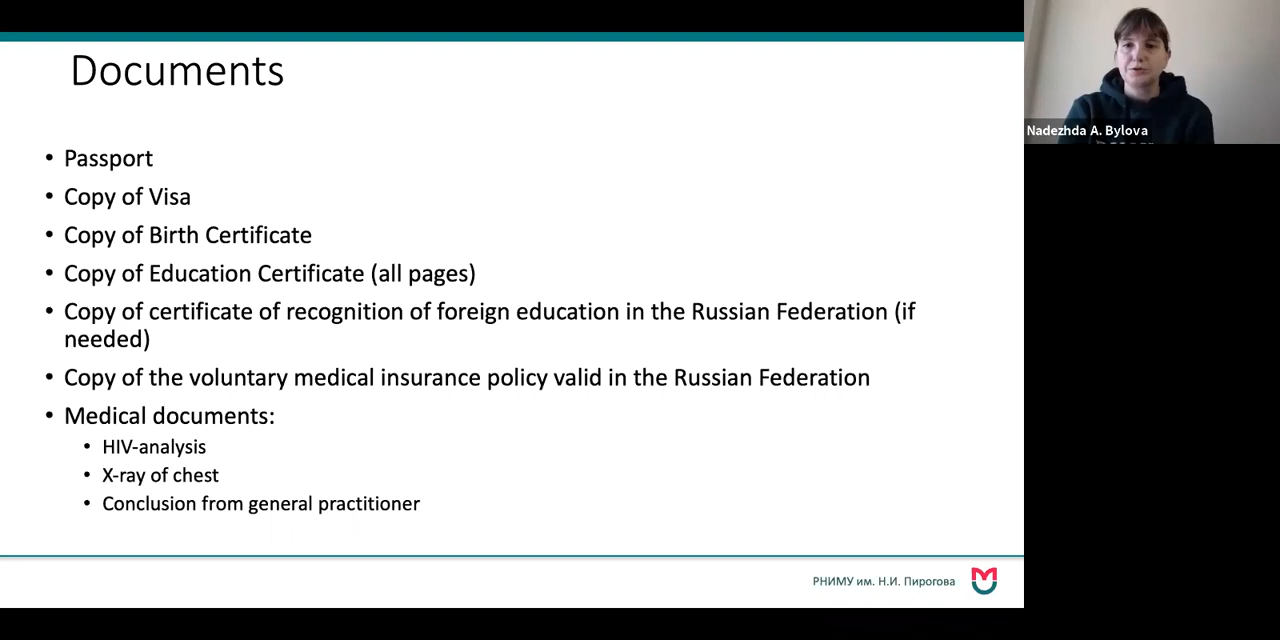 Documents
• Passport
• Copy of Visa
• Copy of Birth Certificate
• Copy of Education Certificate (all pages)
• Copy of certificate of recognition of foreign education in the Russian Federation (if
needed)
• Copy of the voluntary medical insurance policy valid in the Russian Federation
• Medical documents:
• HIV-analysis
• X-ray of chest
• Conclusion from general practitioner
РНИМУ им. Н.И. Пирогова
Nadezhda A. Bylova